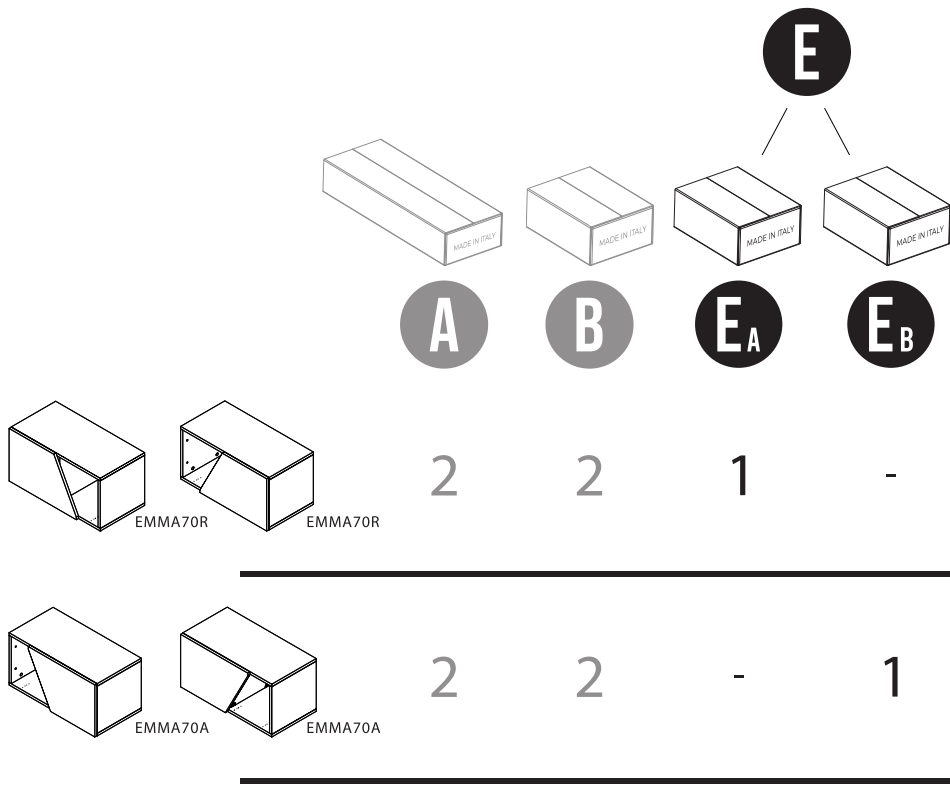 E
MADE IN ITALY MADE IN ITALY MADE IN ITALY MADE IN ITALY
A B EA EB
2 2 1 -
EMMA70R EMMA70R
2 2 - 1
EMMA70A EMMA70A